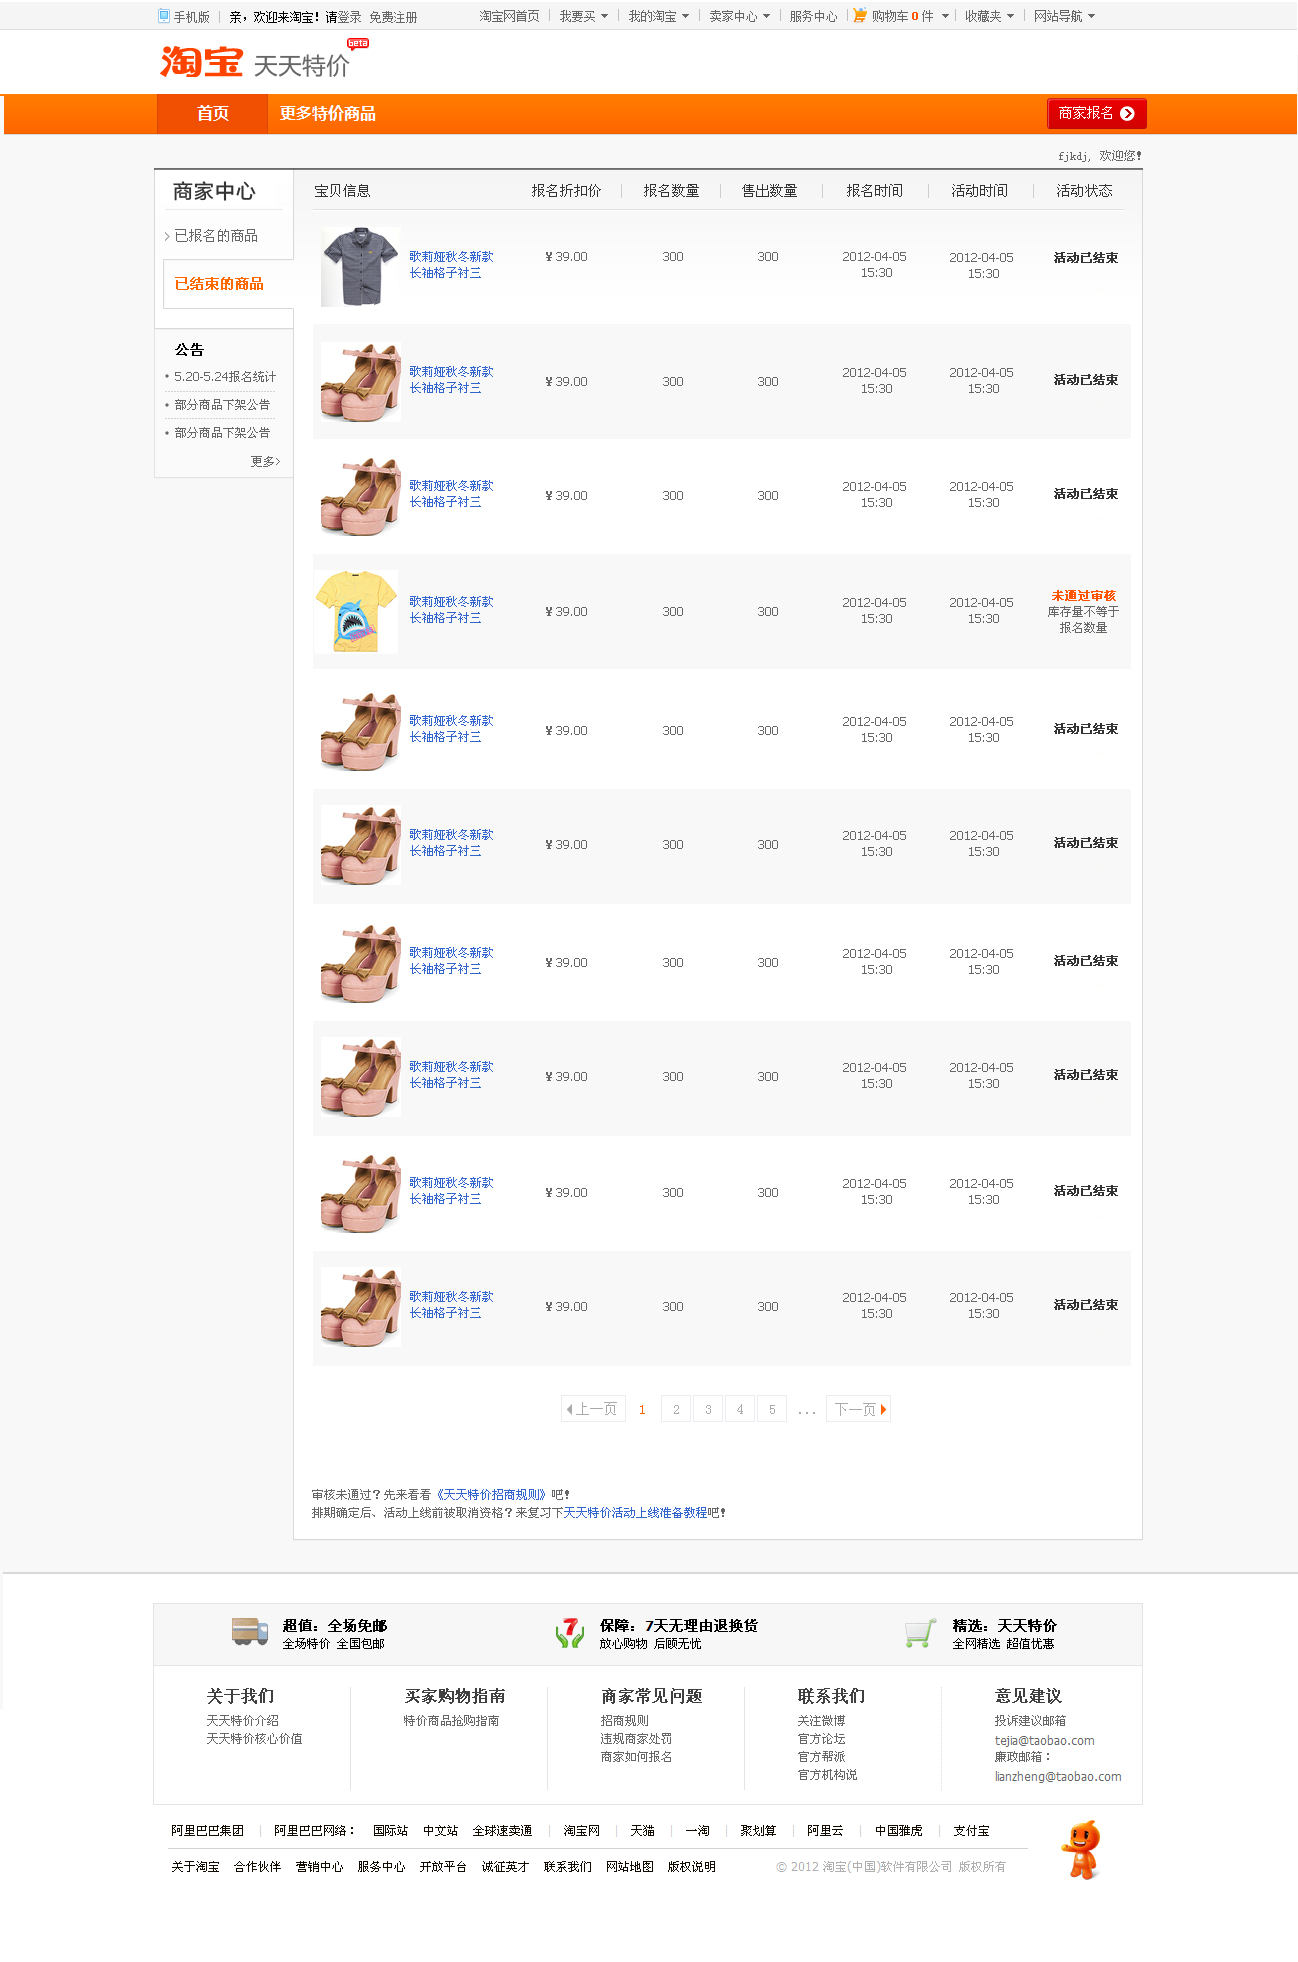 手机版 亲，欢迎来淘宝！请登录 免费注册 淘宝网首页 我要买 我的淘宝 卖家中心 服务中心 购物车 0 件 收藏夹 网站导航
淘宝 天天特价 beta
首页 更多特价商品 商家报名
fjkdj，欢迎您！
商家中心
已报名的商品
已结束的商品
公告
5.20-5.24报名统计
部分商品下架公告
部分商品下架公告
更多>
宝贝信息 报名折扣价 报名数量 售出数量 报名时间 活动时间 活动状态
歌莉娅秋冬新款 ¥ 39.00 300 300 2012-04-05 2012-04-05 活动已结束
长袖格子衬三 15:30 15:30
歌莉娅秋冬新款 ¥ 39.00 300 300 2012-04-05 2012-04-05 活动已结束
长袖格子衬三 15:30 15:30
歌莉娅秋冬新款 ¥ 39.00 300 300 2012-04-05 2012-04-05 活动已结束
长袖格子衬三 15:30 15:30
歌莉娅秋冬新款 ¥ 39.00 300 300 2012-04-05 2012-04-05 未通过审核
长袖格子衬三 15:30 15:30 库存量不等于
报名数量
歌莉娅秋冬新款 ¥ 39.00 300 300 2012-04-05 2012-04-05 活动已结束
长袖格子衬三 15:30 15:30
歌莉娅秋冬新款 ¥ 39.00 300 300 2012-04-05 2012-04-05 活动已结束
长袖格子衬三 15:30 15:30
歌莉娅秋冬新款 ¥ 39.00 300 300 2012-04-05 2012-04-05 活动已结束
长袖格子衬三 15:30 15:30
歌莉娅秋冬新款 ¥ 39.00 300 300 2012-04-05 2012-04-05 活动已结束
长袖格子衬三 15:30 15:30
歌莉娅秋冬新款 ¥ 39.00 300 300 2012-04-05 2012-04-05 活动已结束
长袖格子衬三 15:30 15:30
歌莉娅秋冬新款 ¥ 39.00 300 300 2012-04-05 2012-04-05 活动已结束
长袖格子衬三 15:30 15:30
上一页 1 2 3 4 5 ... 下一页
审核未通过？先来看看《天天特价招商规则》吧！
排期确定后、活动上线前被取消资格？来复习下天天特价活动上线准备教程吧！
超值：全场免邮
全场特价 全国包邮
7
保障：7天无理由退换货
放心购物 后顾无忧
精选：天天特价
全网精选 超值优惠
关于我们
天天特价介绍
天天特价核心价值
买家购物指南
特价商品抢购指南
商家常见问题
招商规则
违规商家处罚
商家如何报名
联系我们
关注微博
官方论坛
官方帮派
官方机构说
意见建议
投诉建议邮箱
tejia@taobao.com
廉政邮箱：
lianzheng@taobao.com
阿里巴巴集团 阿里巴巴网络： 国际站 中文站 全球速卖通 淘宝网 天猫 一淘 聚划算 阿里云 中国雅虎 支付宝
关于淘宝 合作伙伴 营销中心 服务中心 开放平台 诚征英才 联系我们 网站地图 版权说明 © 2012 淘宝(中国)软件有限公司 版权所有